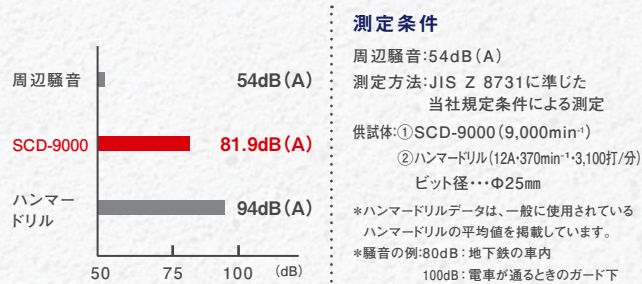 周辺騒音 54dB(A)
SCD-9000 81.9dB(A)
ハンマー
ドリル 94dB(A)
50 75 100 (dB)
測定条件
周辺騒音:54dB(A)
測定方法:JIS Z 8731に準じた
当社規定条件による測定
供試体:①SCD-9000(9,000min⁻¹)
②ハンマードリル(12A・370min⁻¹・3,100打/分)
ビット径・・・Φ25㎜
*ハンマードリルデータは、一般に使用されている
ハンマードリルの平均値を掲載しています。
*騒音の例:80dB:地下鉄の車内
100dB:電車が通るときのガード下